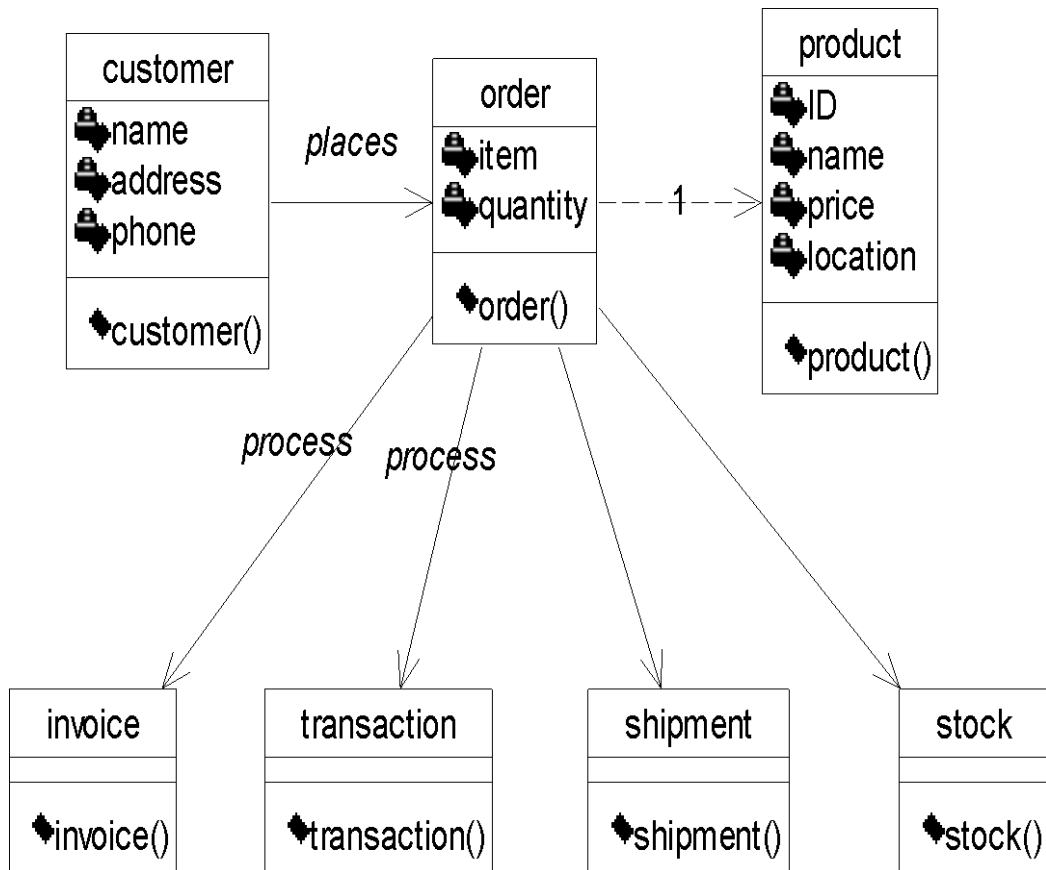 customer
name
address
phone
customer()
places
order
item
quantity
order()
1
product
ID
name
price
location
product()
process
process
invoice
invoice()
transaction
transaction()
shipment
shipment()
stock
stock()